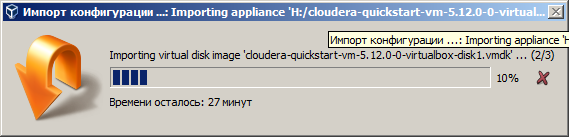 Импорт конфигурации ...: Importing appliance 'H:/cloudera-quickstart-vm-5.12.0-0-virtual...
Импорт конфигурации ...: Importing appliance 'H
Importing virtual disk image 'cloudera-quickstart-vm-5.12.0-0-virtualbox-disk1.vmdk' ... (2/3)
10%
Времени осталось: 27 минут